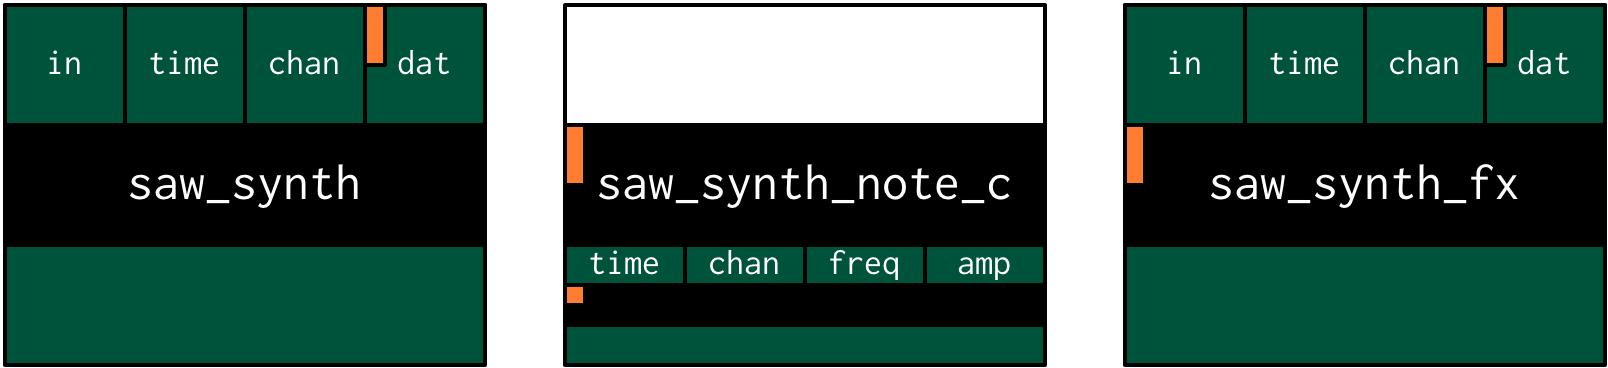 in time chan dat
saw_synth
saw_synth_note_c
time chan freq amp
in time chan dat
saw_synth_fx